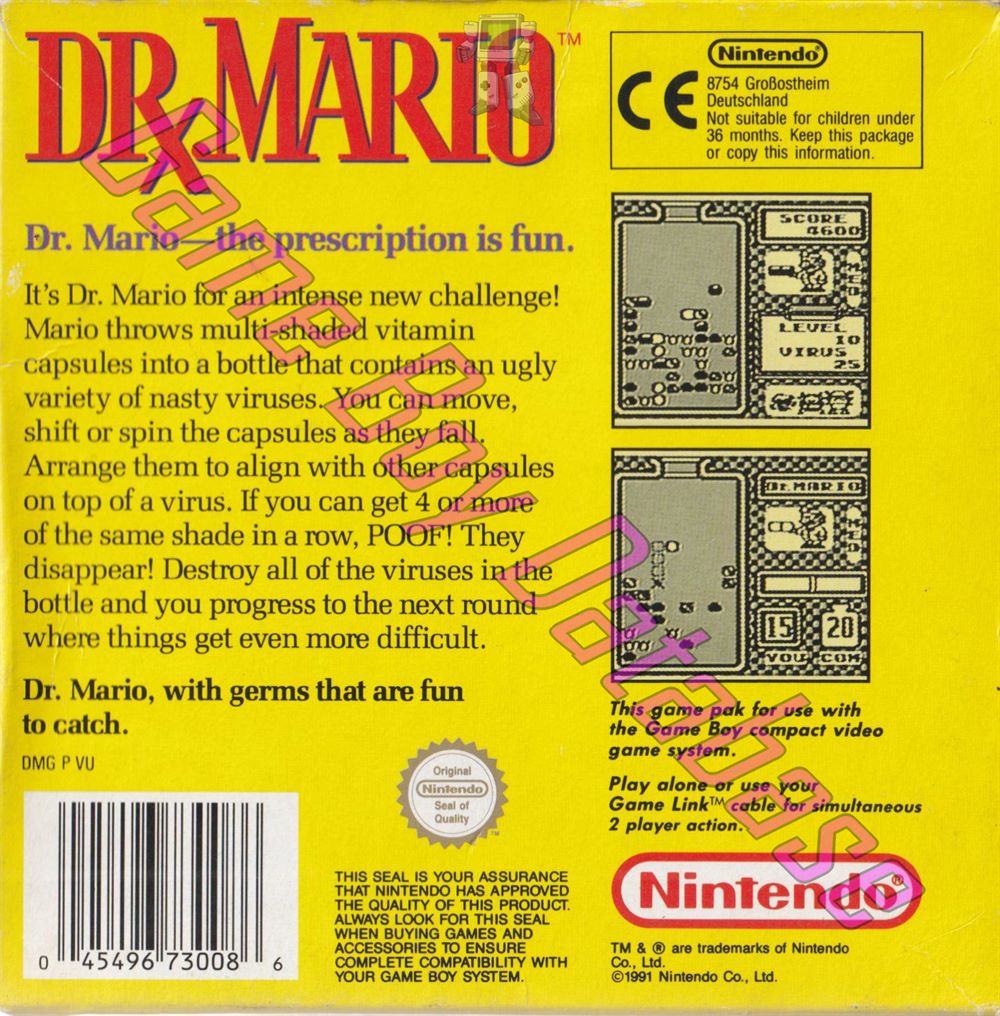 DR. MARIO™
Dr. Mario—the prescription is fun.
It's Dr. Mario for an intense new challenge!
Mario throws multi-shaded vitamin
capsules into a bottle that contains an ugly
variety of nasty viruses. You can move,
shift or spin the capsules as they fall.
Arrange them to align with other capsules
on top of a virus. If you can get 4 or more
of the same shade in a row, POOF! They
disappear! Destroy all of the viruses in the
bottle and you progress to the next round
where things get even more difficult.
Dr. Mario, with germs that are fun
to catch.
DMG P VU
0 45496 73008 6
Original
Nintendo®
Seal of
Quality
TM
THIS SEAL IS YOUR ASSURANCE
THAT NINTENDO HAS APPROVED
THE QUALITY OF THIS PRODUCT.
ALWAYS LOOK FOR THIS SEAL
WHEN BUYING GAMES AND
ACCESSORIES TO ENSURE
COMPLETE COMPATIBILITY WITH
YOUR GAME BOY SYSTEM.
Nintendo®
CE
8754 Großostheim
Deutschland
Not suitable for children under
36 months. Keep this package
or copy this information.
SCORE
4600
MED
LEVEL
10
VIRUS
25
Dr. MARIO
MED
15 20
YOU COM
This game pak for use with
the Game Boy compact video
game system.
Play alone or use your
Game Link™ cable for simultaneous
2 player action.
Nintendo®
TM & ® are trademarks of Nintendo
Co., Ltd.
©1991 Nintendo Co., Ltd.
Game Boy Database